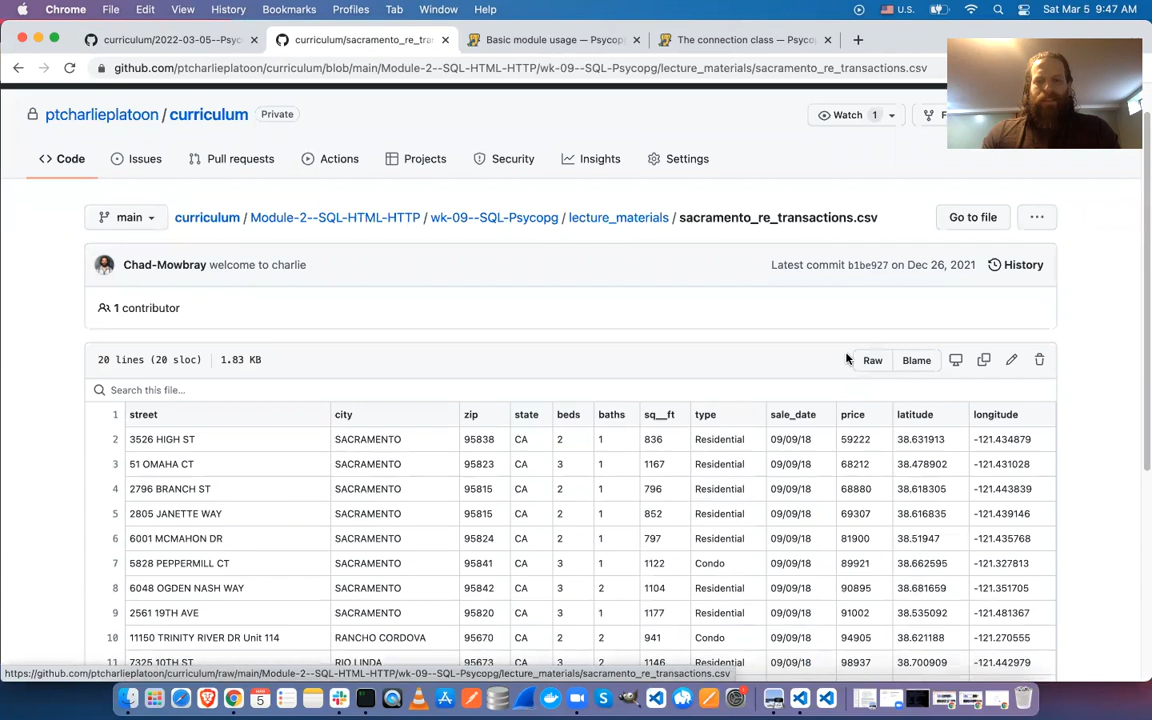 Chrome File Edit View History Bookmarks Profiles Tab Window Help U.S. Sat Mar 5 9:47 AM
curriculum/2022-03-05--Psyc curriculum/sacramento_re_tra Basic module usage — Psycop The connection class — Psyco
github.com/ptcharlieplatoon/curriculum/blob/main/Module-2--SQL-HTML-HTTP/wk-09--SQL-Psycopg/lecture_materials/sacramento_re_transactions.csv
ptcharlieplatoon / curriculum Private Watch 1 F
Code Issues Pull requests Actions Projects Security Insights Settings
main curriculum / Module-2--SQL-HTML-HTTP / wk-09--SQL-Psycopg / lecture_materials / sacramento_re_transactions.csv Go to file ...
Chad-Mowbray welcome to charlie Latest commit b1be927 on Dec 26, 2021 History
1 contributor
20 lines (20 sloc) 1.83 KB Raw Blame
Search this file...
1 street city zip state beds baths sq__ft type sale_date price latitude longitude
2 3526 HIGH ST SACRAMENTO 95838 CA 2 1 836 Residential 09/09/18 59222 38.631913 -121.434879
3 51 OMAHA CT SACRAMENTO 95823 CA 3 1 1167 Residential 09/09/18 68212 38.478902 -121.431028
4 2796 BRANCH ST SACRAMENTO 95815 CA 2 1 796 Residential 09/09/18 68880 38.618305 -121.443839
5 2805 JANETTE WAY SACRAMENTO 95815 CA 2 1 852 Residential 09/09/18 69307 38.616835 -121.439146
6 6001 MCMAHON DR SACRAMENTO 95824 CA 2 1 797 Residential 09/09/18 81900 38.51947 -121.435768
7 5828 PEPPERMILL CT SACRAMENTO 95841 CA 3 1 1122 Condo 09/09/18 89921 38.662595 -121.327813
8 6048 OGDEN NASH WAY SACRAMENTO 95842 CA 3 2 1104 Residential 09/09/18 90895 38.681659 -121.351705
9 2561 19TH AVE SACRAMENTO 95820 CA 3 1 1177 Residential 09/09/18 91002 38.535092 -121.481367
10 11150 TRINITY RIVER DR Unit 114 RANCHO CORDOVA 95670 CA 2 2 941 Condo 09/09/18 94905 38.621188 -121.270555
11 7325 10TH ST RIO LINDA 95673 CA 3 2 1146 Residential 09/09/18 98937 38.700909 -121.442979
https://github.com/ptcharlieplatoon/curriculum/raw/main/Module-2--SQL-HTML-HTTP/wk-09--SQL-Psycopg/lecture_materials/sacramento_re_transactions.csv